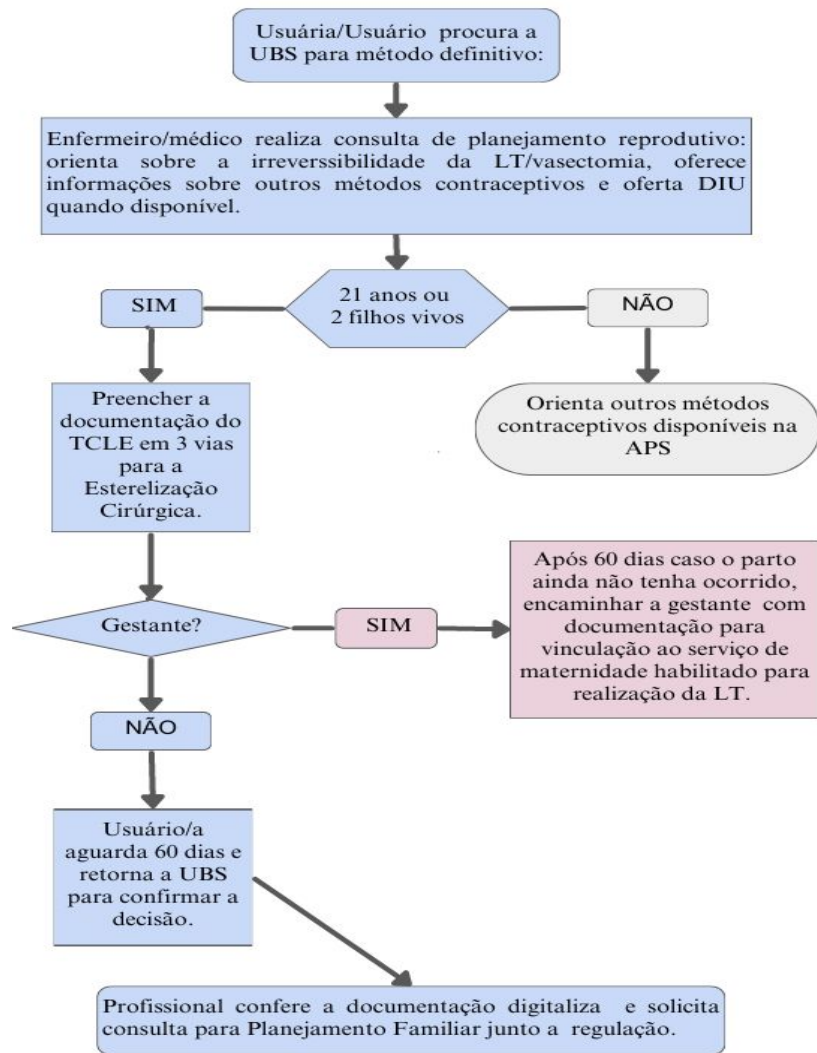 Usuária/Usuário procura a
UBS para método definitivo:
Enfermeiro/médico realiza consulta de planejamento reprodutivo:
orienta sobre a irreverssibilidade da LT/vasectomia, oferece
informações sobre outros métodos contraceptivos e oferta DIU
quando disponível.
21 anos ou
2 filhos vivos
SIM
NÃO
Preencher a
documentação do
TCLE em 3 vias
para a
Esterelização
Cirúrgica.
Orienta outros métodos
contraceptivos disponíveis na
APS
Gestante?
SIM
Após 60 dias caso o parto
ainda não tenha ocorrido,
encaminhar a gestante com
documentação para
vinculação ao serviço de
maternidade habilitado para
realização da LT.
NÃO
Usuário/a
aguarda 60 dias e
retorna a UBS
para confirmar a
decisão.
Profissional confere a documentação digitaliza e solicita
consulta para Planejamento Familiar junto a regulação.